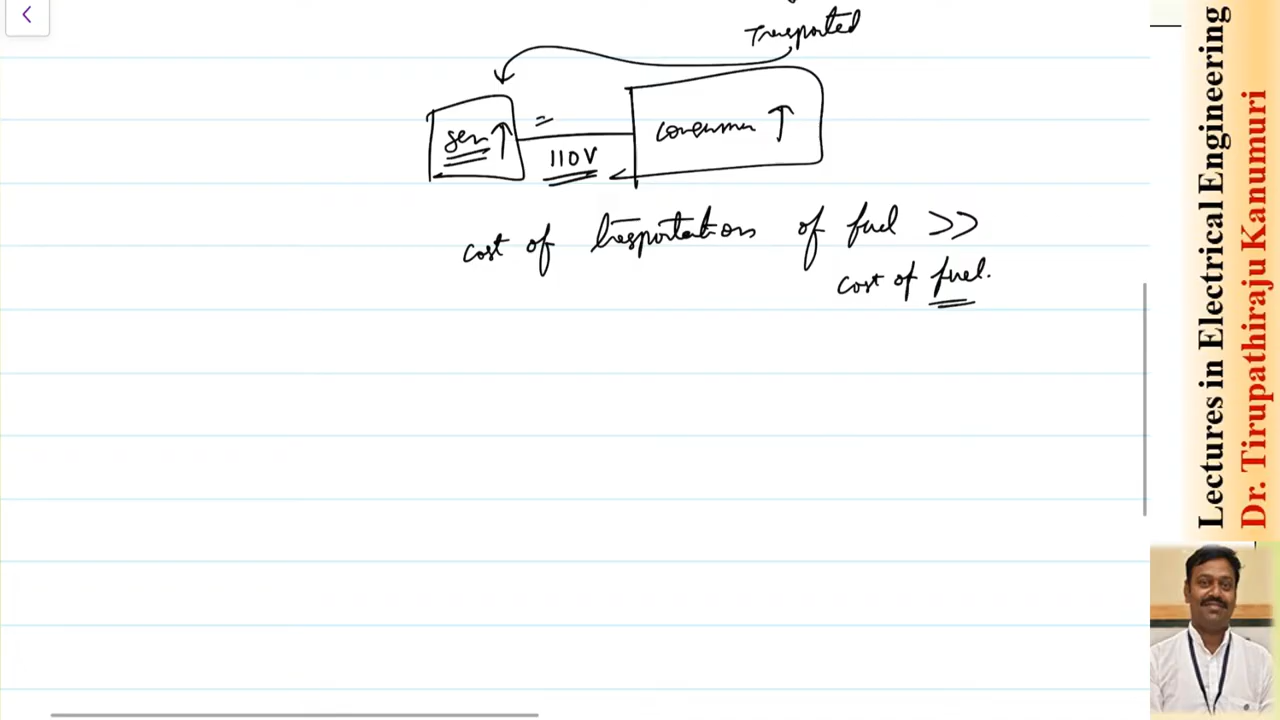 Transported
gen ↑
=
110V
consumer ↑
cost of transportation of fuel >>
cost of fuel.
Lectures in Electrical Engineering
Dr. Tirupathiraju Kanumuri